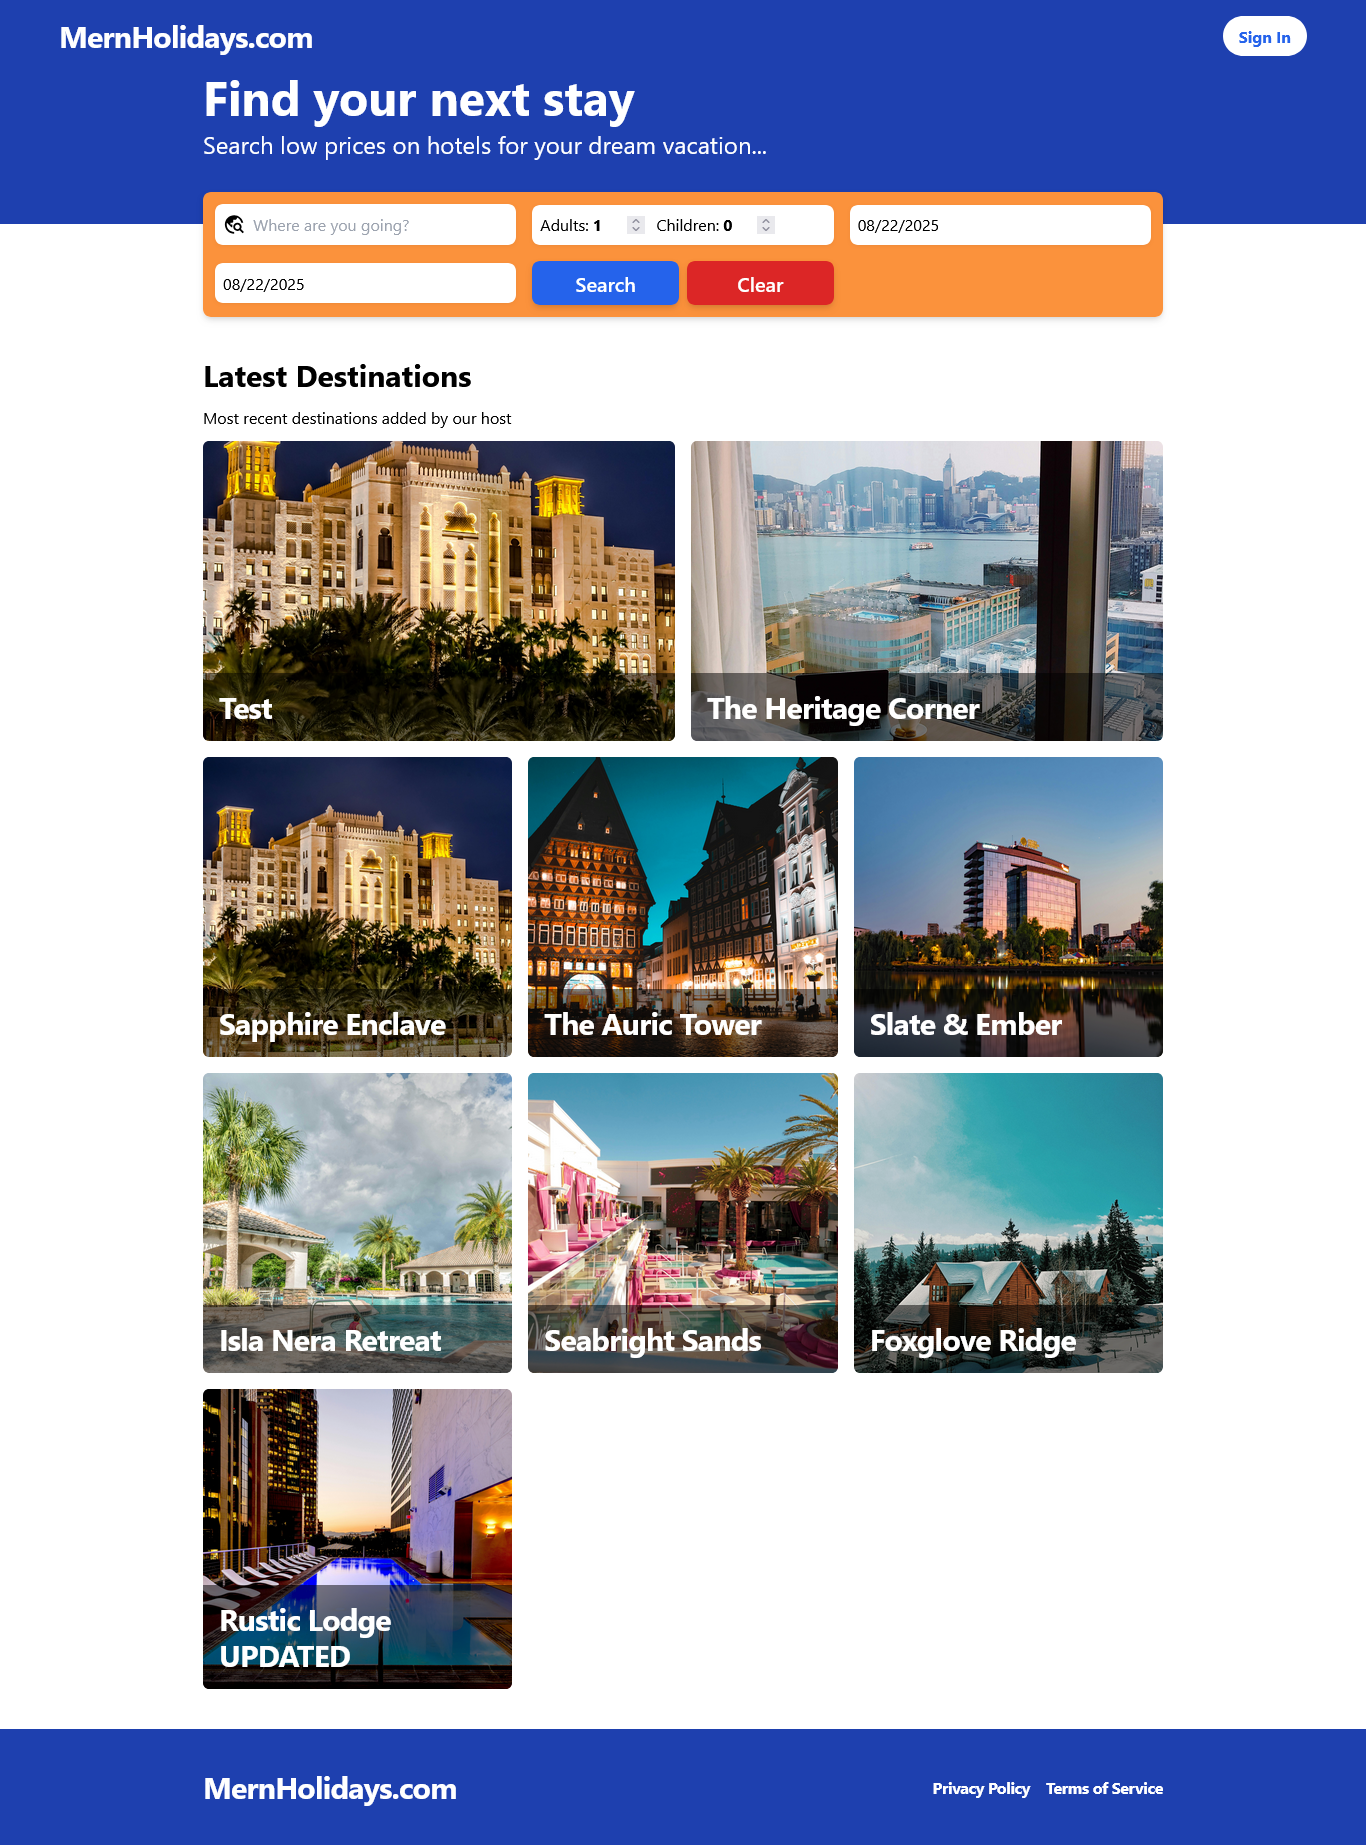 MernHolidays.com
Sign In
Find your next stay
Search low prices on hotels for your dream vacation...
Where are you going?
Adults: 1
Children: 0
08/22/2025
08/22/2025
Search
Clear
Latest Destinations
Most recent destinations added by our host
Test
The Heritage Corner
Sapphire Enclave
The Auric Tower
Slate & Ember
Isla Nera Retreat
Seabright Sands
Foxglove Ridge
Rustic Lodge
UPDATED
MernHolidays.com
Privacy Policy
Terms of Service